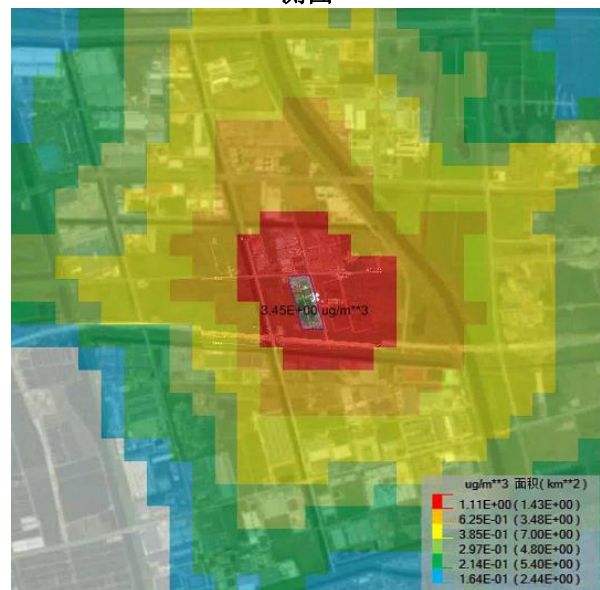 3.45E+00 ug/m**3
ug/m**3 面积(km**2)
1.11E+00 (1.43E+00)
6.25E-01 (3.48E+00)
3.85E-01 (7.00E+00)
2.97E-01 (4.80E+00)
2.14E-01 (5.40E+00)
1.64E-01 (2.44E+00)